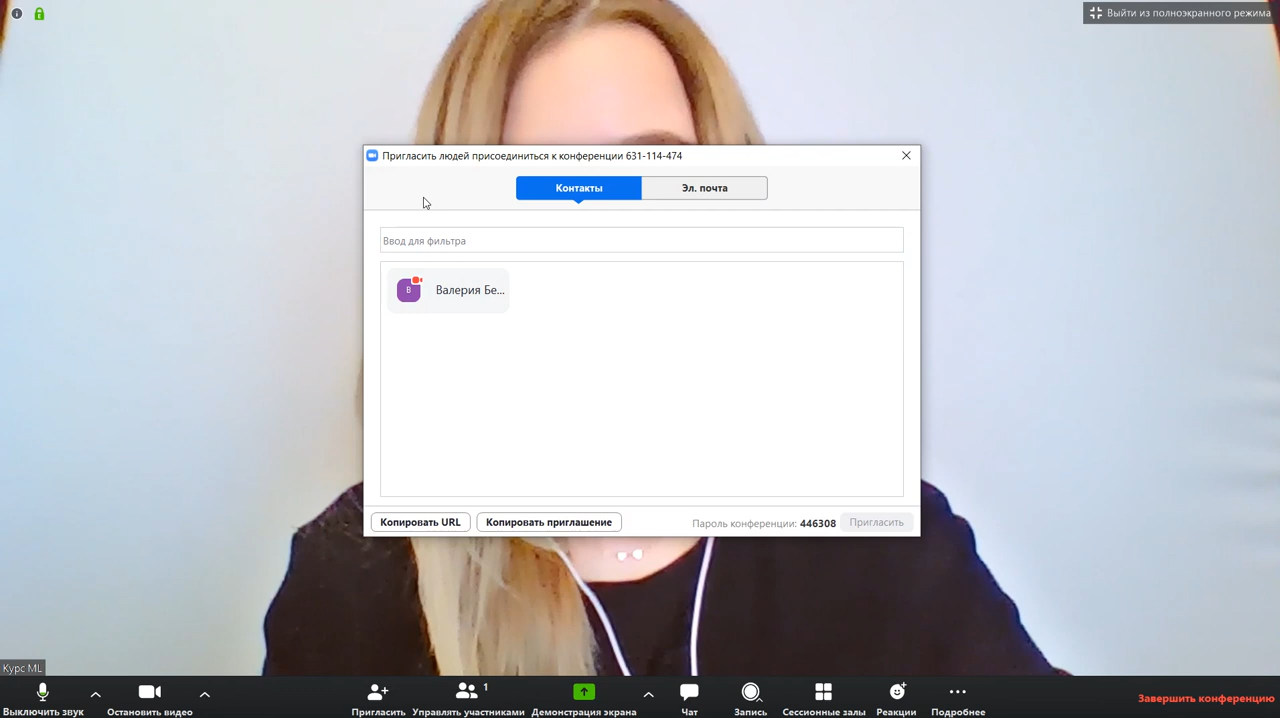 Выйти из полноэкранного режима
Пригласить людей присоединиться к конференции 631-114-474
Контакты
Эл. почта
Ввод для фильтра
В
Валерия Бе...
Копировать URL
Копировать приглашение
Пароль конференции: 446308
Пригласить
Курс ML
1
Выключить звук
Остановить видео
Пригласить
Управлять участниками
Демонстрация экрана
Чат
Запись
Сессионные залы
Реакции
Подробнее
Завершить конференцию